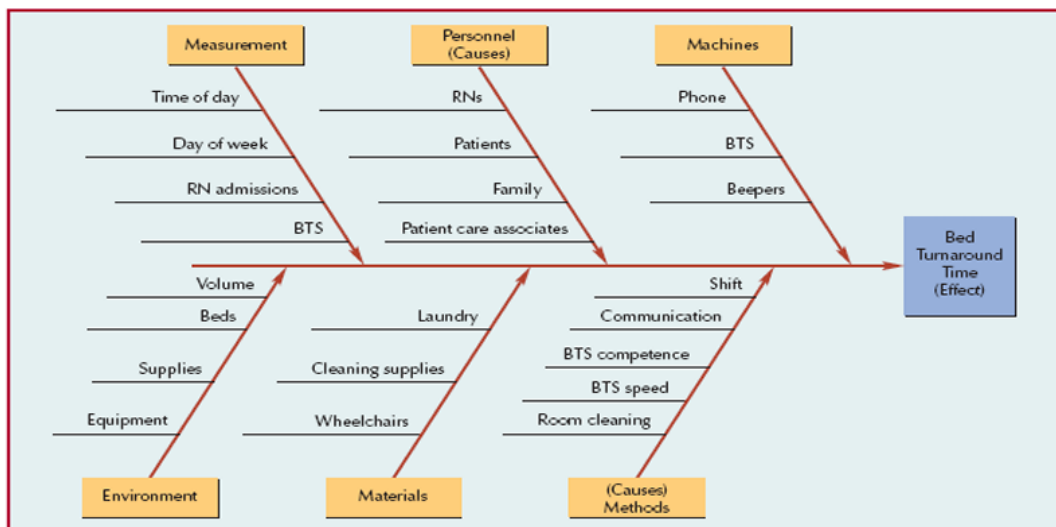 Measurement
Personnel
(Causes)
Machines
Time of day
Day of week
RN admissions
BTS
RNs
Patients
Family
Patient care associates
Phone
BTS
Beepers
Bed
Turnaround
Time
(Effect)
Volume
Beds
Supplies
Equipment
Laundry
Cleaning supplies
Wheelchairs
Shift
Communication
BTS competence
BTS speed
Room cleaning
Environment
Materials
(Causes)
Methods